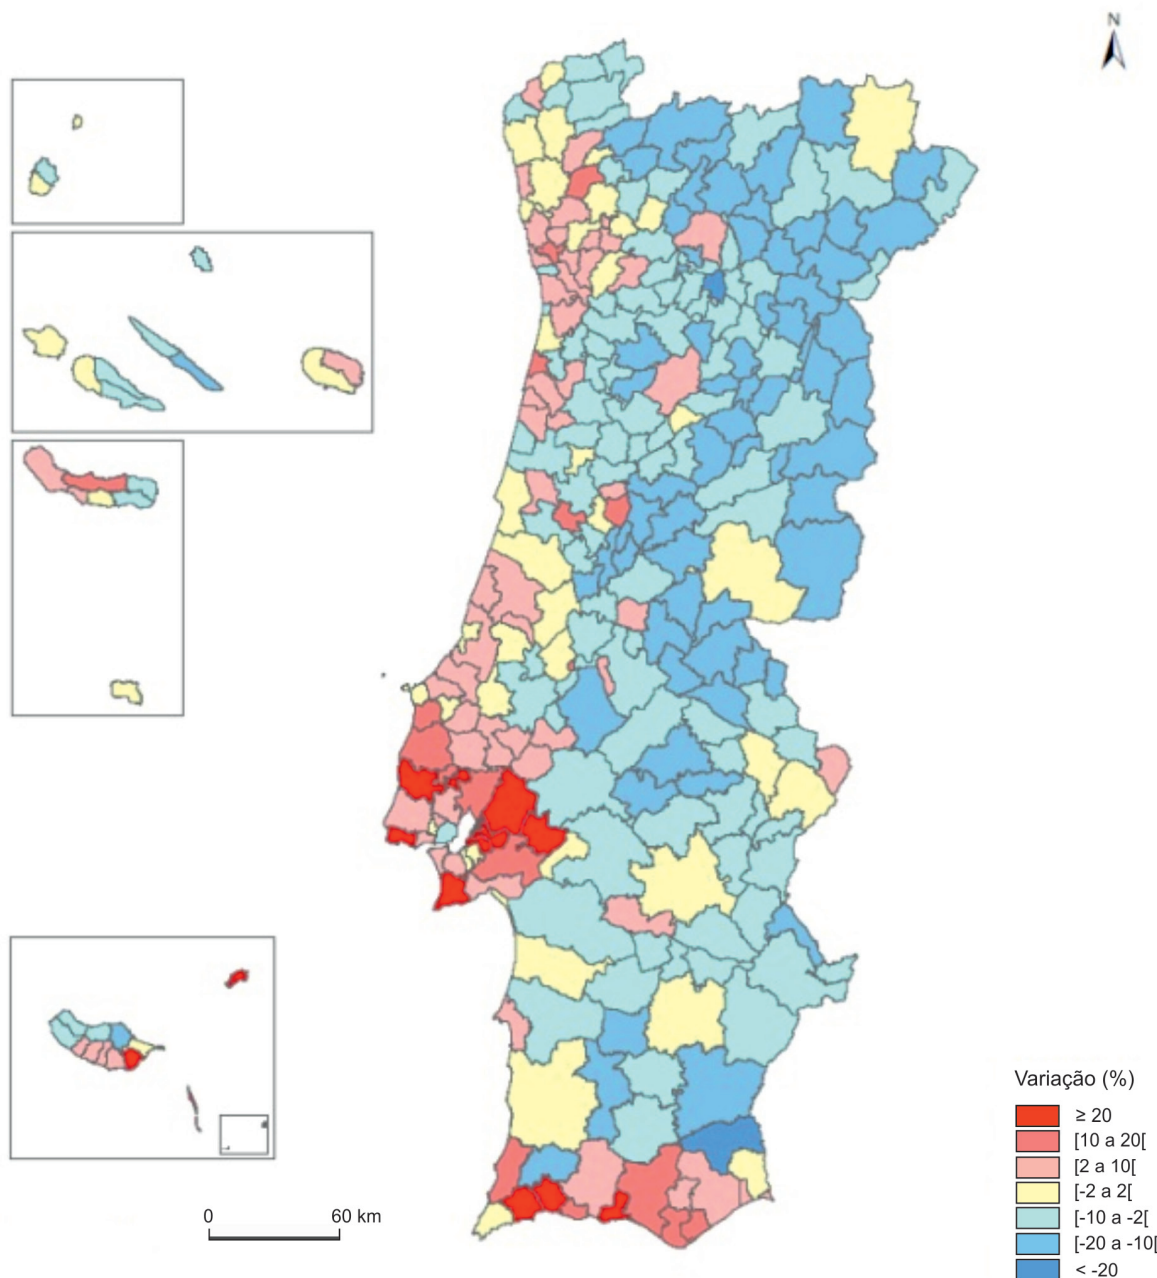 N
Variação (%)
≥ 20
[10 a 20[
[2 a 10[
[-2 a 2[
[-10 a -2[
[-20 a -10[
< -20
0 60 km